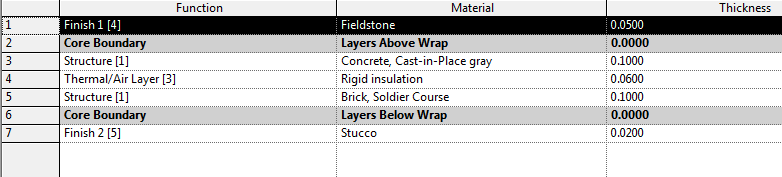 Function Material Thickness
1 Finish 1 [4] Fieldstone 0.0500
2 Core Boundary Layers Above Wrap 0.0000
3 Structure [1] Concrete, Cast-in-Place gray 0.1000
4 Thermal/Air Layer [3] Rigid insulation 0.0600
5 Structure [1] Brick, Soldier Course 0.1000
6 Core Boundary Layers Below Wrap 0.0000
7 Finish 2 [5] Stucco 0.0200